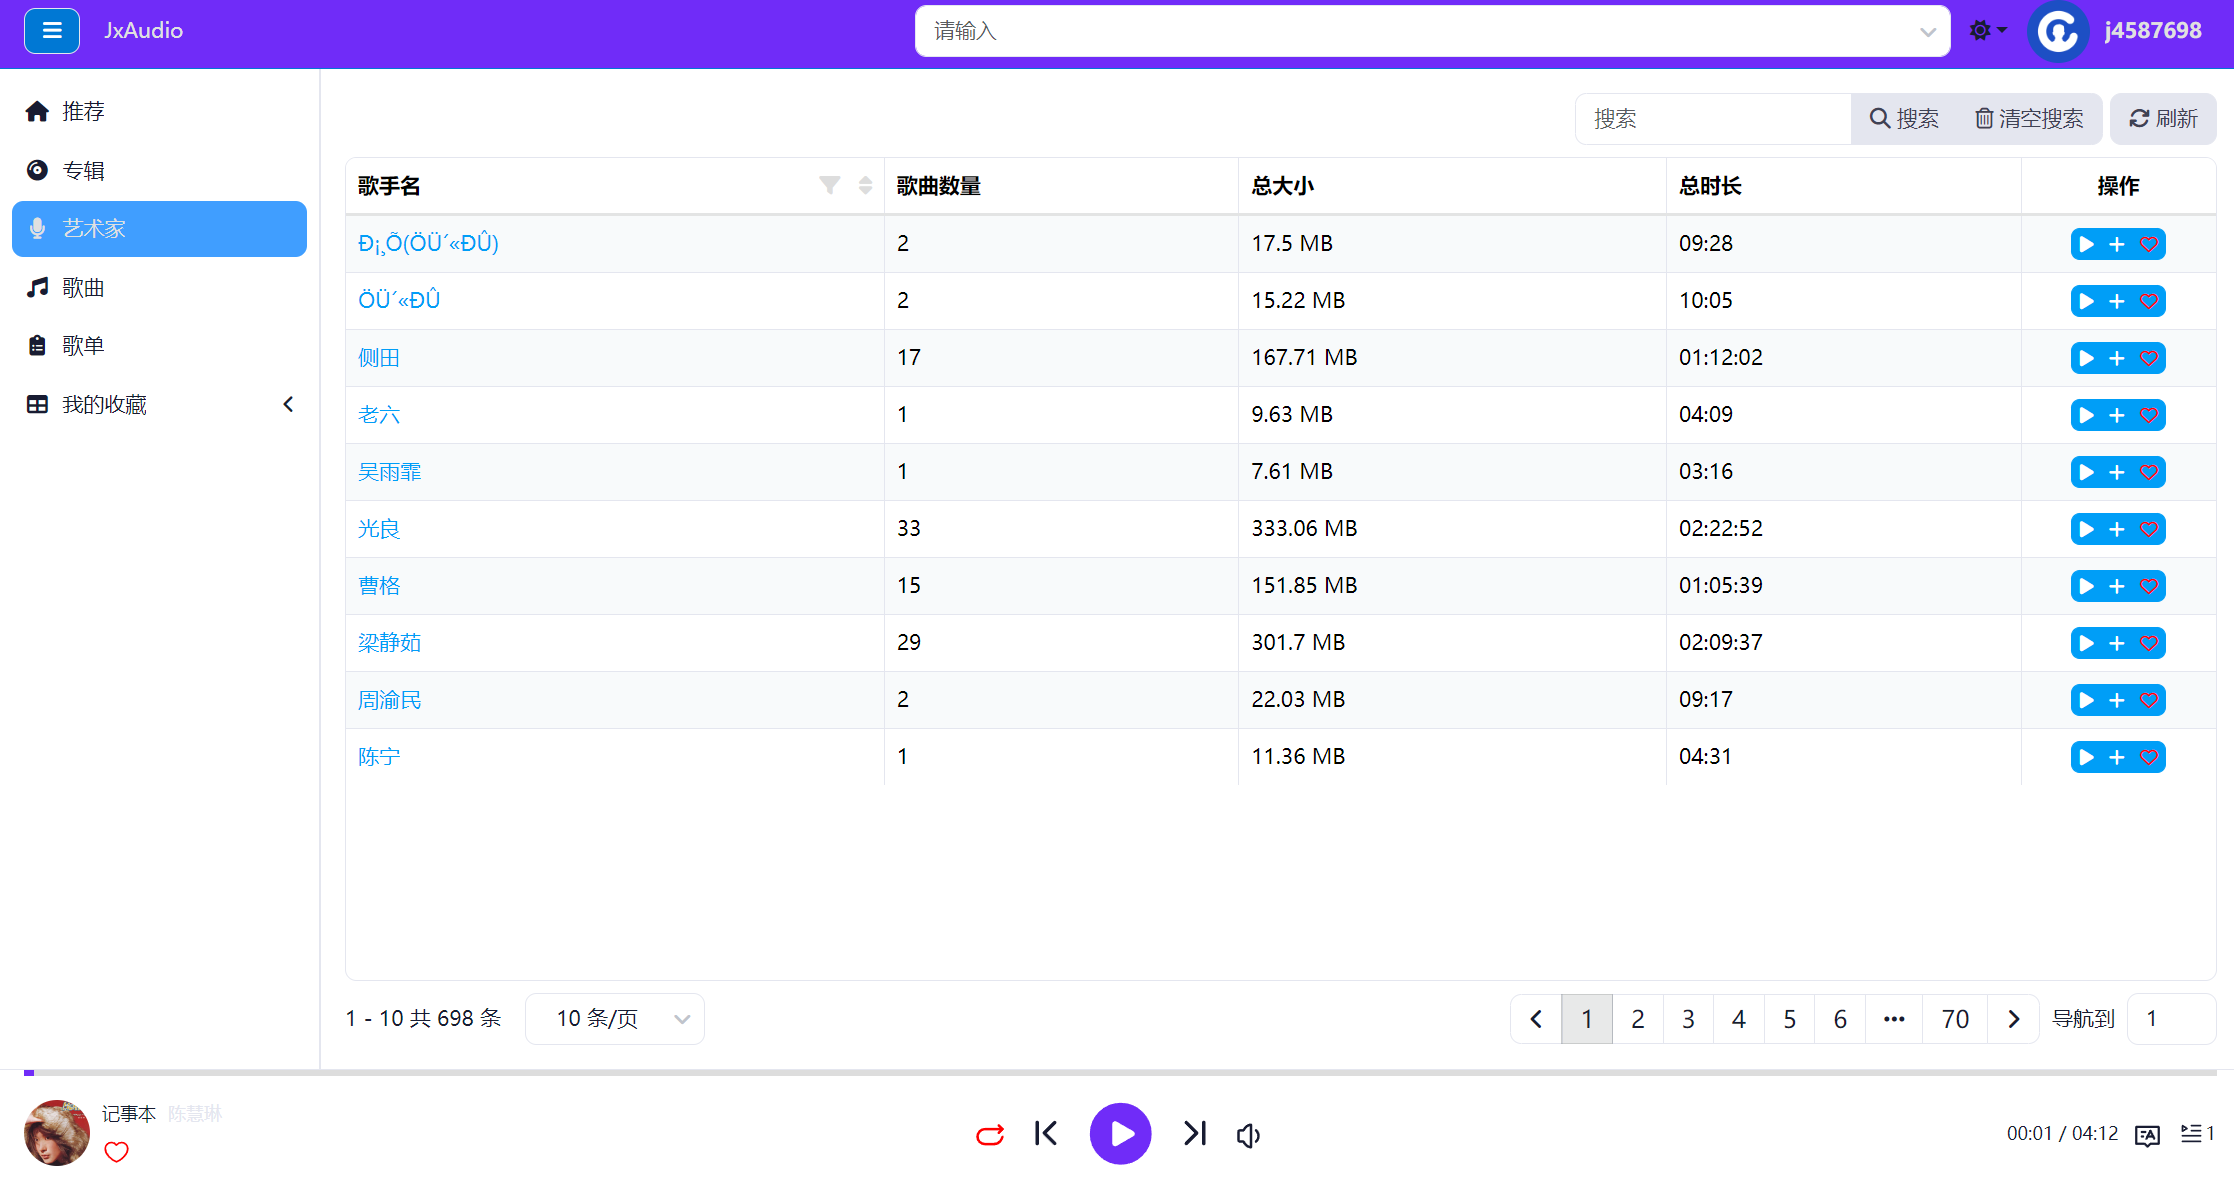 JxAudio
请输入
j4587698
推荐
专辑
艺术家
歌曲
歌单
我的收藏
搜索 搜索 清空搜索 刷新
歌手名 歌曲数量 总大小 总时长 操作
Ð¡¸Õ(ÖÜ´«ÐÛ) 2 17.5 MB 09:28
ÖÜ´«ÐÛ 2 15.22 MB 10:05
侧田 17 167.71 MB 01:12:02
老六 1 9.63 MB 04:09
吴雨霏 1 7.61 MB 03:16
光良 33 333.06 MB 02:22:52
曹格 15 151.85 MB 01:05:39
梁静茹 29 301.7 MB 02:09:37
周渝民 2 22.03 MB 09:17
陈宁 1 11.36 MB 04:31
1 - 10 共 698 条 10 条/页 1 2 3 4 5 6 ••• 70 导航到 1
记事本 陈慧琳
00:01 / 04:12 1